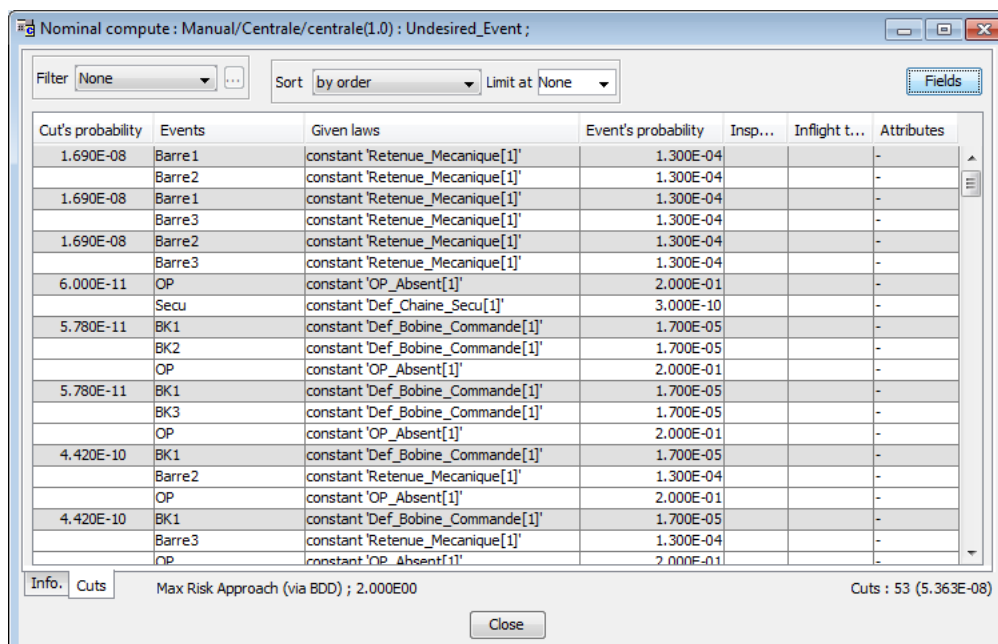 Nominal compute : Manual/Centrale/centrale(1.0) : Undesired_Event ;
Filter None ... Sort by order Limit at None Fields
Cut's probability Events Given laws Event's probability Insp... Inflight t... Attributes
1.690E-08 Barre1 constant 'Retenue_Mecanique[1]' 1.300E-04 -
Barre2 constant 'Retenue_Mecanique[1]' 1.300E-04 -
1.690E-08 Barre1 constant 'Retenue_Mecanique[1]' 1.300E-04 -
Barre3 constant 'Retenue_Mecanique[1]' 1.300E-04 -
1.690E-08 Barre2 constant 'Retenue_Mecanique[1]' 1.300E-04 -
Barre3 constant 'Retenue_Mecanique[1]' 1.300E-04 -
6.000E-11 OP constant 'OP_Absent[1]' 2.000E-01 -
Secu constant 'Def_Chaine_Secu[1]' 3.000E-10 -
5.780E-11 BK1 constant 'Def_Bobine_Commande[1]' 1.700E-05 -
BK2 constant 'Def_Bobine_Commande[1]' 1.700E-05 -
OP constant 'OP_Absent[1]' 2.000E-01 -
5.780E-11 BK1 constant 'Def_Bobine_Commande[1]' 1.700E-05 -
BK3 constant 'Def_Bobine_Commande[1]' 1.700E-05 -
OP constant 'OP_Absent[1]' 2.000E-01 -
4.420E-10 BK1 constant 'Def_Bobine_Commande[1]' 1.700E-05 -
Barre2 constant 'Retenue_Mecanique[1]' 1.300E-04 -
OP constant 'OP_Absent[1]' 2.000E-01 -
4.420E-10 BK1 constant 'Def_Bobine_Commande[1]' 1.700E-05 -
Barre3 constant 'Retenue_Mecanique[1]' 1.300E-04 -
OP constant 'OP_Absent[1]' 2.000E-01 -
Info. Cuts Max Risk Approach (via BDD) ; 2.000E00 Cuts : 53 (5.363E-08)
Close